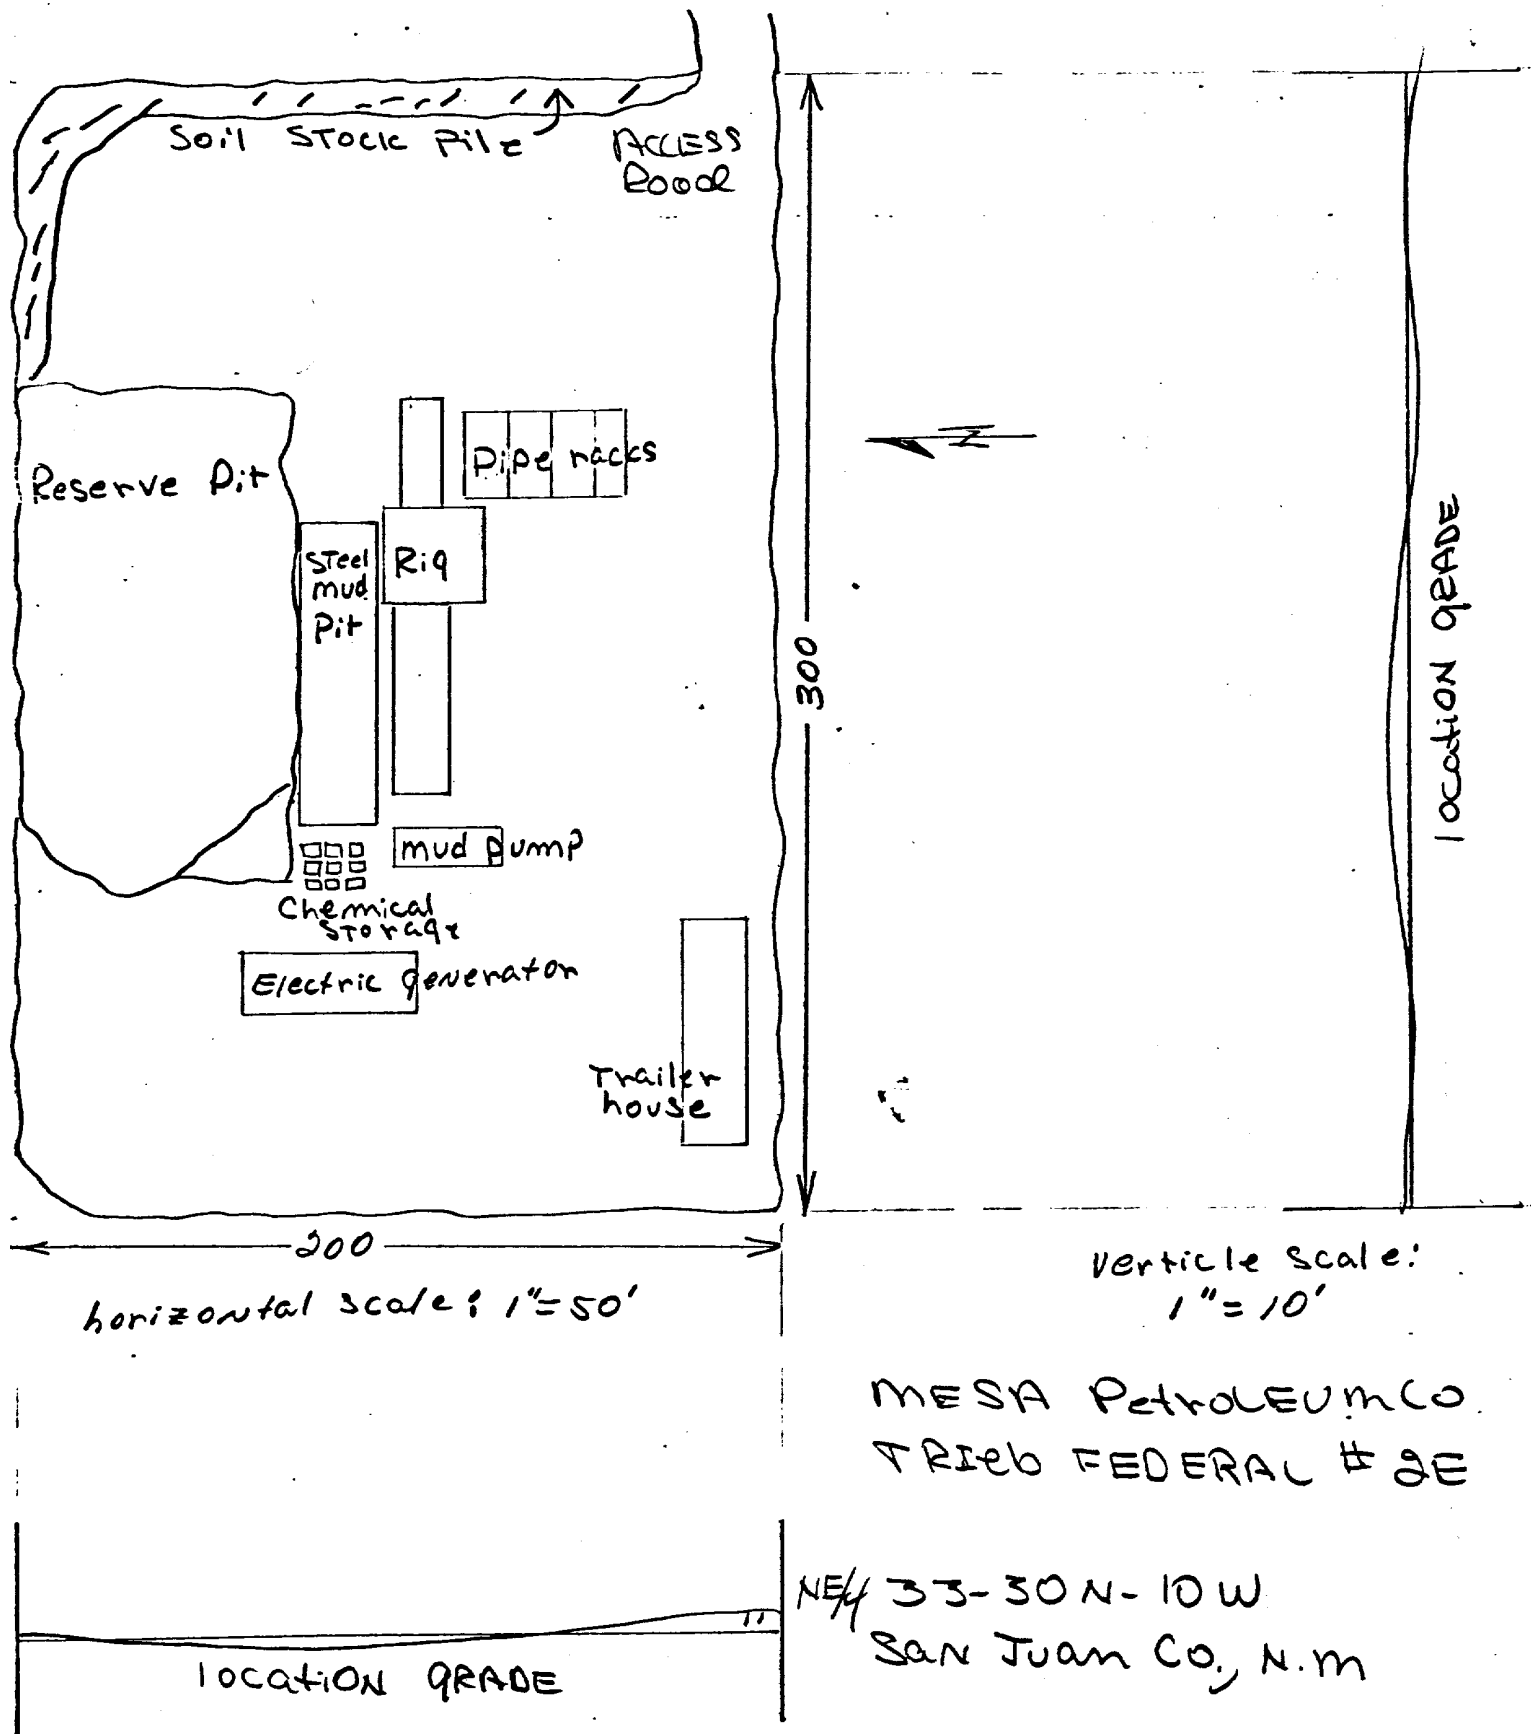 Soil STOCK Pile
ACCESS
Road
Reserve Pit
Pipe racks
Steel
mud
Pit
Rig
N
300
location GRADE
mud pump
Chemical
storage
Electric generator
Trailer
house
200
horizontal scale: 1"=50'
verticle scale:
1"=10'
MESA PetroLEUM CO.
TRIeb FEDERAL # 2E
NE/4 33-30N-10W
San Juan CO., N.M
location GRADE